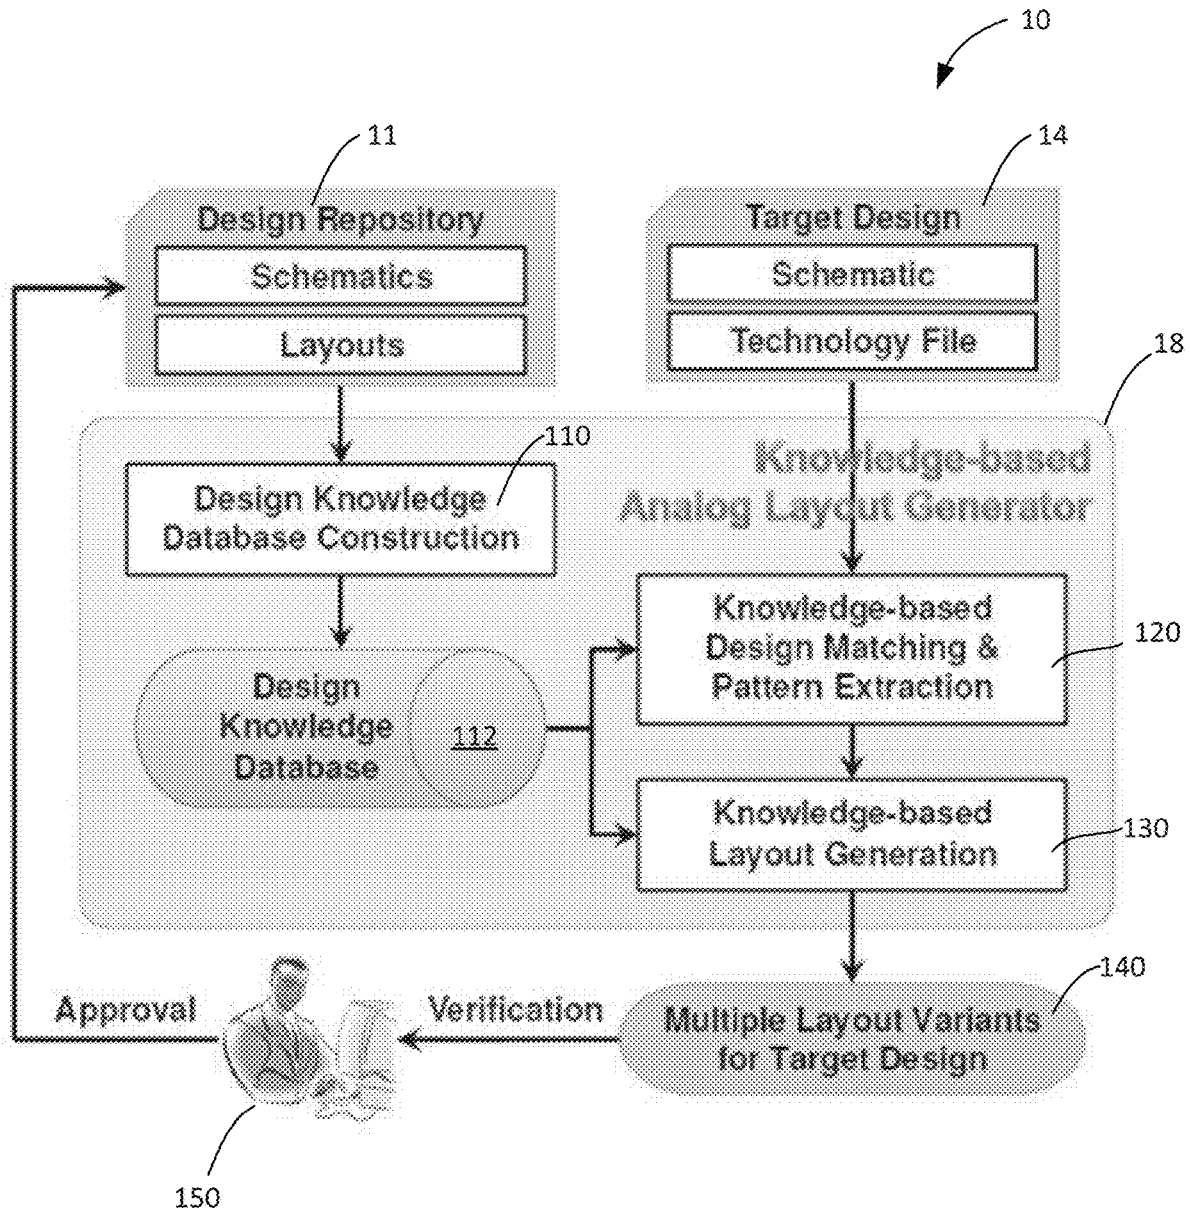 10
11
14
Design Repository
Schematics
Layouts
Target Design
Schematic
Technology File
18
Knowledge-based
Analog Layout Generator
110
Design Knowledge
Database Construction
Design
Knowledge
Database
112
Knowledge-based
Design Matching &
Pattern Extraction
120
Knowledge-based
Layout Generation
130
140
Multiple Layout Variants
for Target Design
Verification
Approval
150